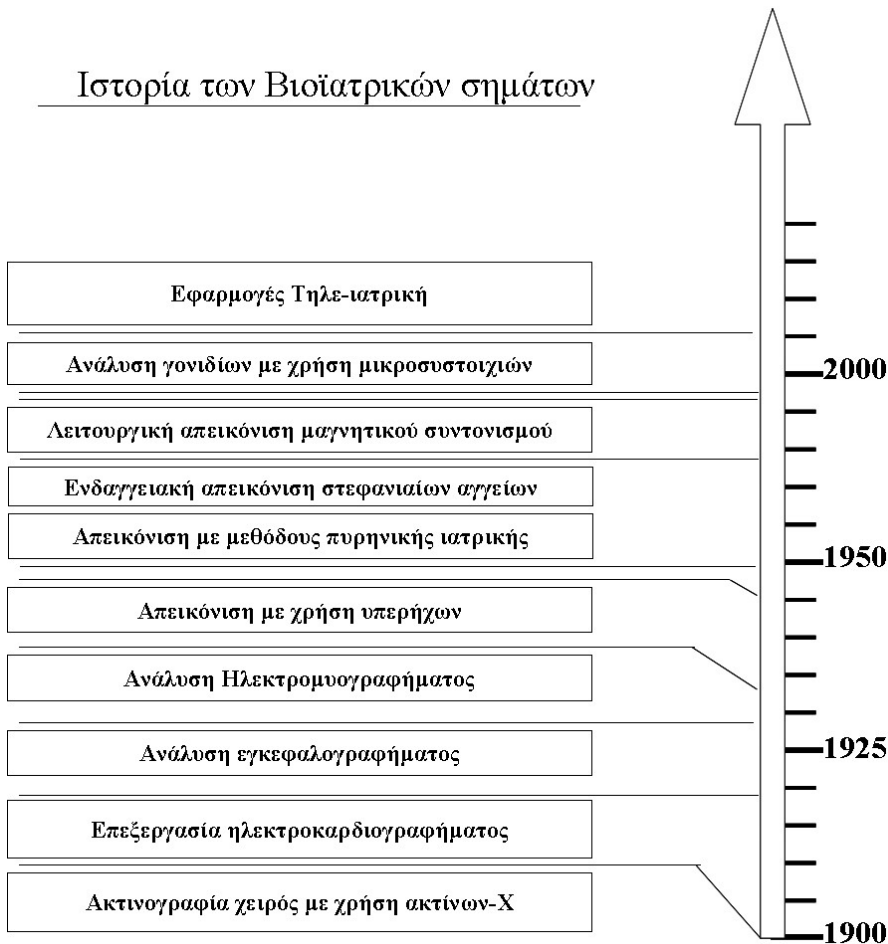 Ιστορία των Βιοϊατρικών σημάτων
Εφαρμογές Τηλε-ιατρική
Ανάλυση γονιδίων με χρήση μικροσυστοιχιών
2000
Λειτουργική απεικόνιση μαγνητικού συντονισμού
Ενδαγγειακή απεικόνιση στεφανιαίων αγγείων
Απεικόνιση με μεθόδους πυρηνικής ιατρικής
1950
Απεικόνιση με χρήση υπερήχων
Ανάλυση Ηλεκτρομυογραφήματος
Ανάλυση εγκεφαλογραφήματος
1925
Επεξεργασία ηλεκτροκαρδιογραφήματος
Ακτινογραφία χειρός με χρήση ακτίνων-Χ
1900